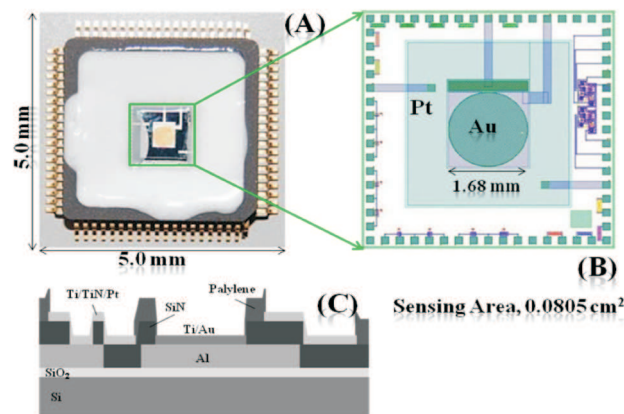 (A)
5.0 mm
5.0 mm
Pt
Au
1.68 mm
(B)
Ti/TiN/Pt
SiN
Palylene
(C)
Ti/Au
Al
SiO2
Si
Sensing Area, 0.0805 cm²